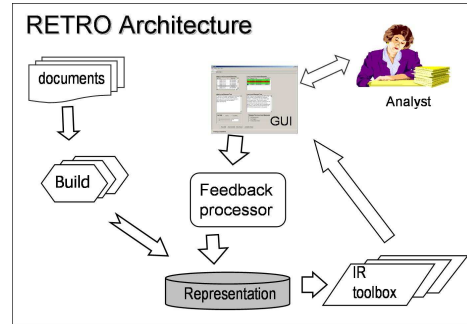 RETRO Architecture
documents
GUI
Analyst
Build
Feedback
processor
Representation
IR
toolbox